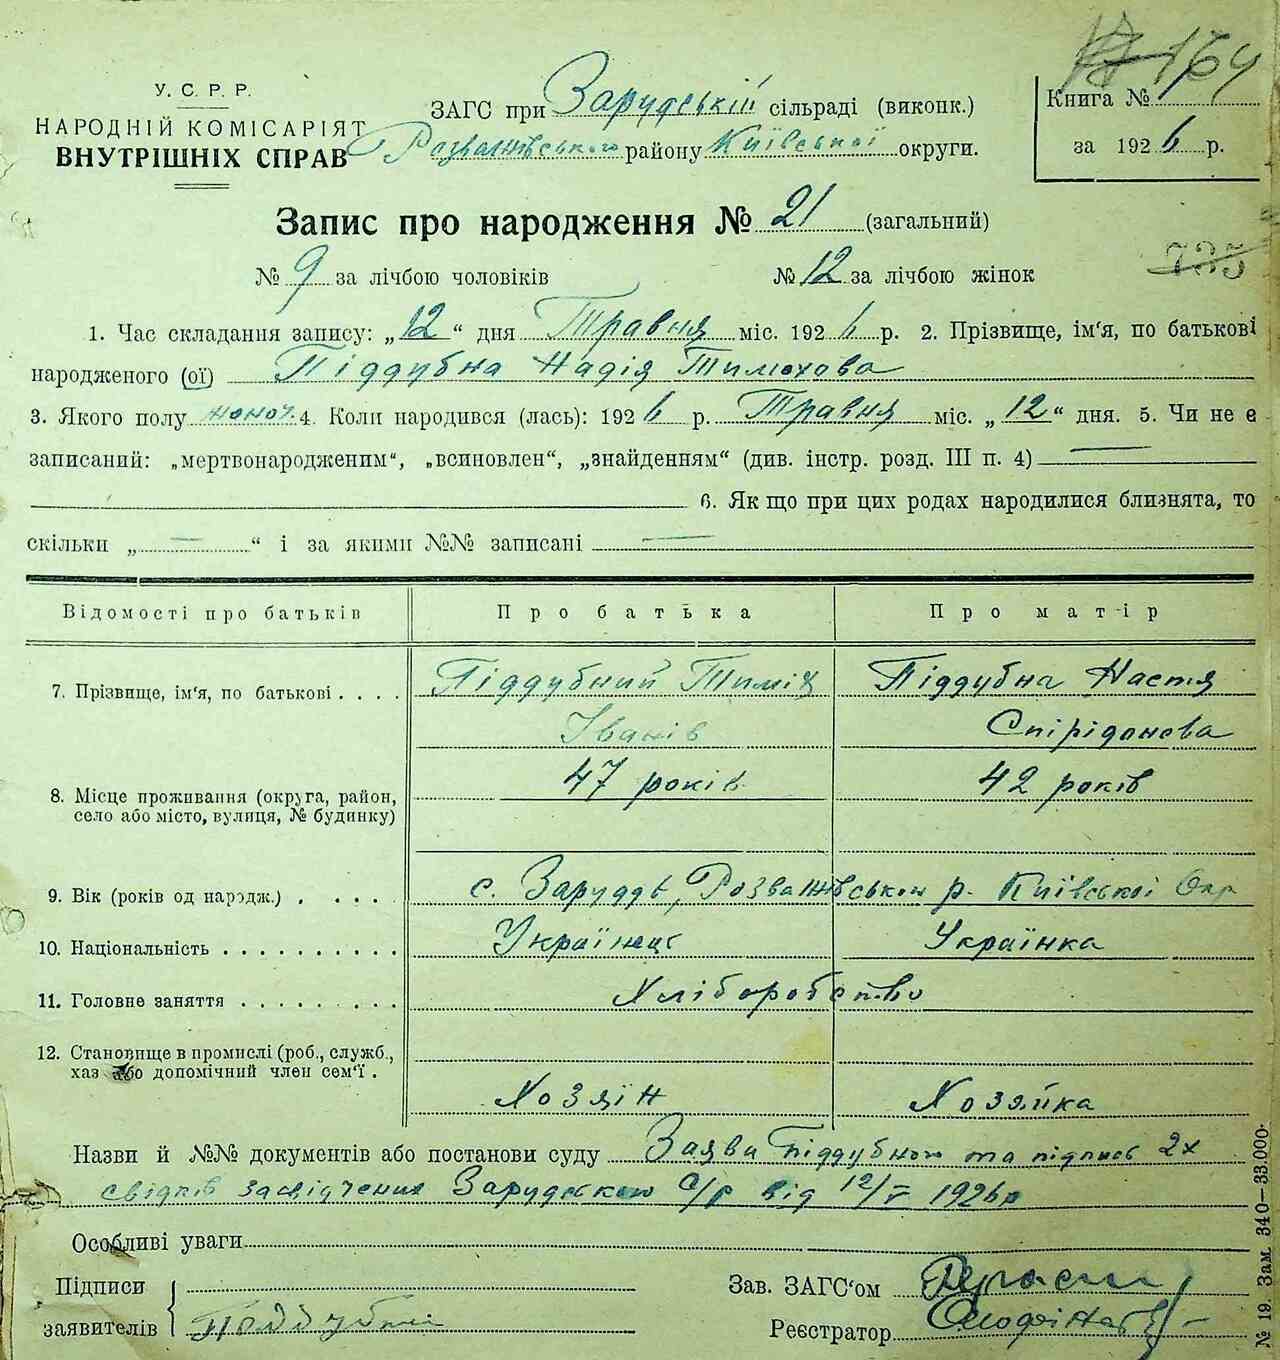 164
У. С. Р. Р.
НАРОДНІЙ КОМІСАРІЯТ
ВНУТРІШНІХ СПРАВ
ЗАГС при Зарудській сільраді (виконк.)
Розважівського району Київської округи.
Книга №
за 1926 р.
Запис про народження № 21 (загальний)
№ 9 за лічбою чоловіків № 12 за лічбою жінок
735
1. Час складання запису: „12“ дня Травня міс. 1926 р. 2. Прізвище, ім'я, по батькові
народженого (ої) Піддубна Надія Тимохова
3. Якого полу жіноч. 4. Коли народився (лась): 1926 р. Травня міс. „12“ дня. 5. Чи не є
записаний: „мертвонародженим“, „всиновлен“, „знайденням“ (див. інстр. розд. III п. 4) —
6. Як що при цих родах народилися близнята, то
скільки „ — “ і за якими №№ записані —
Відомості про батьків Про батька Про матір
7. Прізвище, ім'я, по батькові . . . . Піддубний Тиміх Піддубна Настя
Іванів Спірідонова
47 років 42 років
8. Місце проживання (округа, район,
село або місто, вулиця, № будинку)
9. Вік (років од народж.) . . . . . с. Заруддє, Розважівського р. Київської Окр
10. Національність . . . . . . . . . . Українець Українка
11. Головне заняття . . . . . . . . . Хліборобство
12. Становище в промислі (роб., служб.,
хаз або допомічний член сем'ї .
Хозяїн Хозяйка
Назви й №№ документів або постанови суду Заява Піддубного та підпись 2х
свідків засвідчения Зарудською С/р від 12/V 1926р
Особливі уваги
Підписи
заявителів Піддубний
Зав. ЗАГС'ом
Реєстратор
№ 19. Зам. 340—33.000.